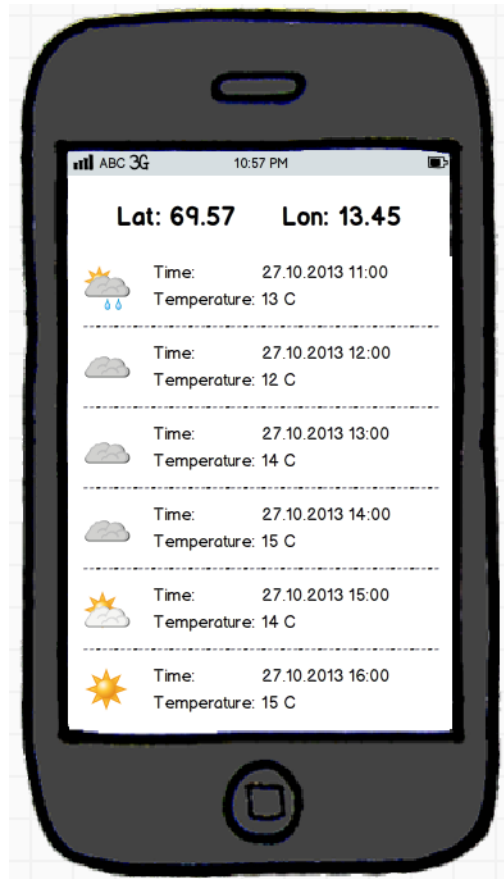 ABC 3G 10:57 PM
Lat: 69.57 Lon: 13.45
Time: 27.10.2013 11:00
Temperature: 13 C
Time: 27.10.2013 12:00
Temperature: 12 C
Time: 27.10.2013 13:00
Temperature: 14 C
Time: 27.10.2013 14:00
Temperature: 15 C
Time: 27.10.2013 15:00
Temperature: 14 C
Time: 27.10.2013 16:00
Temperature: 15 C